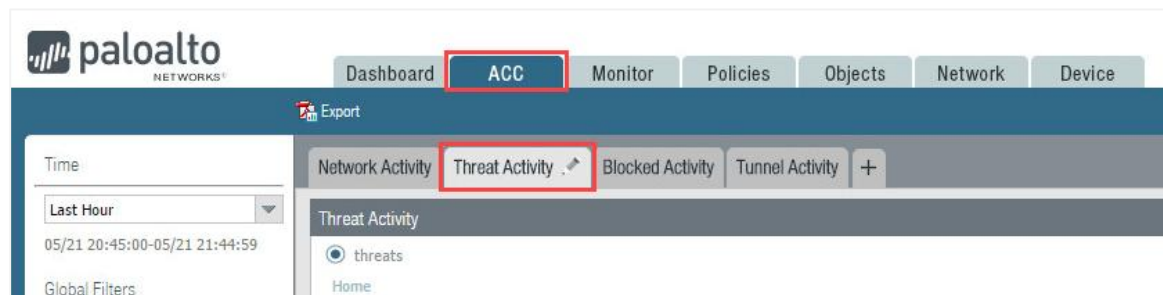 paloalto
NETWORKS®
Dashboard ACC Monitor Policies Objects Network Device
Export
Time
Network Activity Threat Activity Blocked Activity Tunnel Activity +
Last Hour
Threat Activity
05/21 20:45:00-05/21 21:44:59
threats
Global Filters
Home